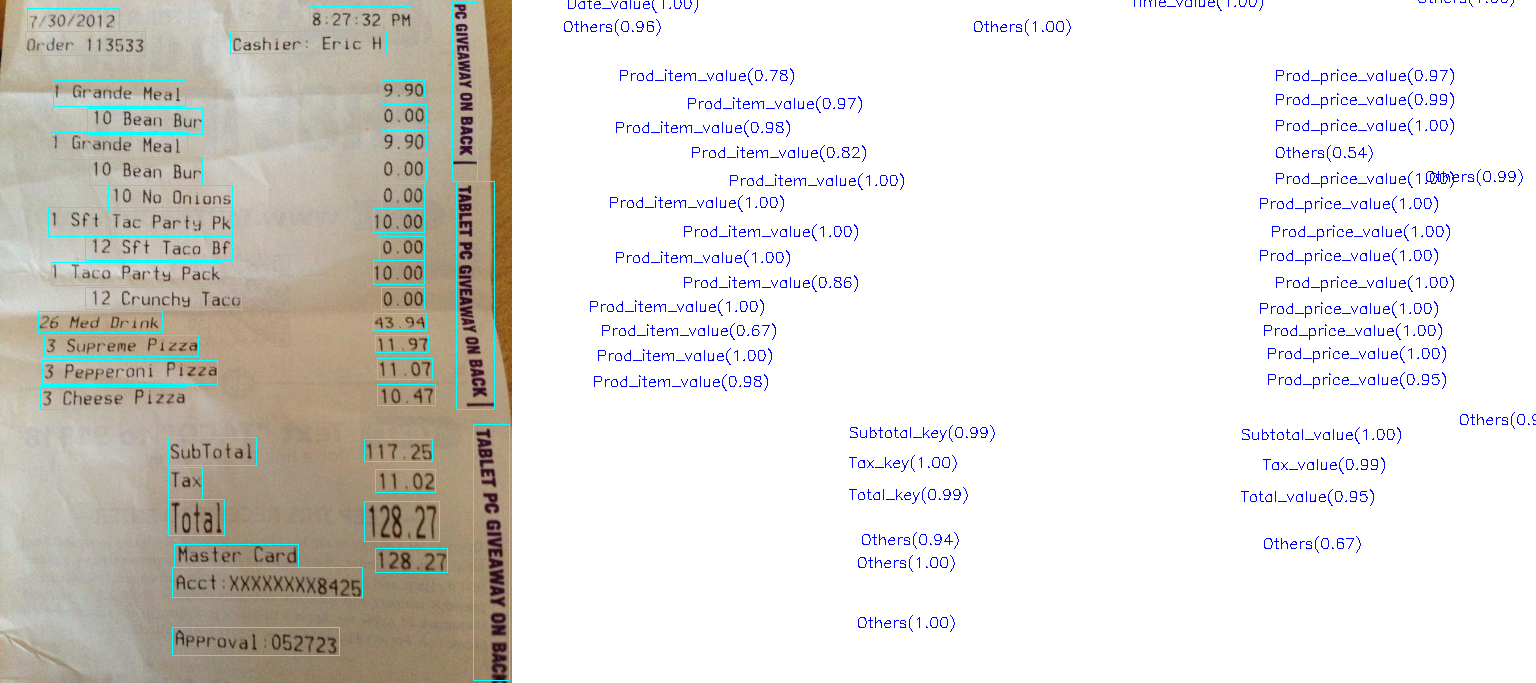 7/30/2012 8:27:32 PM
Order 113533 Cashier: Eric H
1 Grande Meal 9.90
10 Bean Bur 0.00
1 Grande Meal 9.90
10 Bean Bur 0.00
10 No Onions 0.00
1 Sft Tac Party Pk 10.00
12 Sft Taco Bf 0.00
1 Taco Party Pack 10.00
12 Crunchy Taco 0.00
26 Med Drink 43.94
3 Supreme Pizza 11.97
3 Pepperoni Pizza 11.07
3 Cheese Pizza 10.47
SubTotal 117.25
Tax 11.02
Total 128.27
Master Card 128.27
Acct:XXXXXXXX8425
Approval:052723
PC GIVEAWAY ON BACK |
TABLET PC GIVEAWAY ON BACK |
TABLET PC GIVEAWAY ON BACK
Date_value(1.00) Time_value(1.00) Others(1.00)
Others(0.96) Others(1.00)
Prod_item_value(0.78) Prod_price_value(0.97)
Prod_item_value(0.97) Prod_price_value(0.99)
Prod_item_value(0.98) Prod_price_value(1.00)
Prod_item_value(0.82) Others(0.54)
Prod_item_value(1.00) Prod_price_value(1.00) Others(0.99)
Prod_item_value(1.00) Prod_price_value(1.00)
Prod_item_value(1.00) Prod_price_value(1.00)
Prod_item_value(1.00) Prod_price_value(1.00)
Prod_item_value(0.86) Prod_price_value(1.00)
Prod_item_value(1.00) Prod_price_value(1.00)
Prod_item_value(0.67) Prod_price_value(1.00)
Prod_item_value(1.00) Prod_price_value(1.00)
Prod_item_value(0.98) Prod_price_value(0.95)
Others(0.9
Subtotal_key(0.99) Subtotal_value(1.00)
Tax_key(1.00) Tax_value(0.99)
Total_key(0.99) Total_value(0.95)
Others(0.94) Others(0.67)
Others(1.00)
Others(1.00)